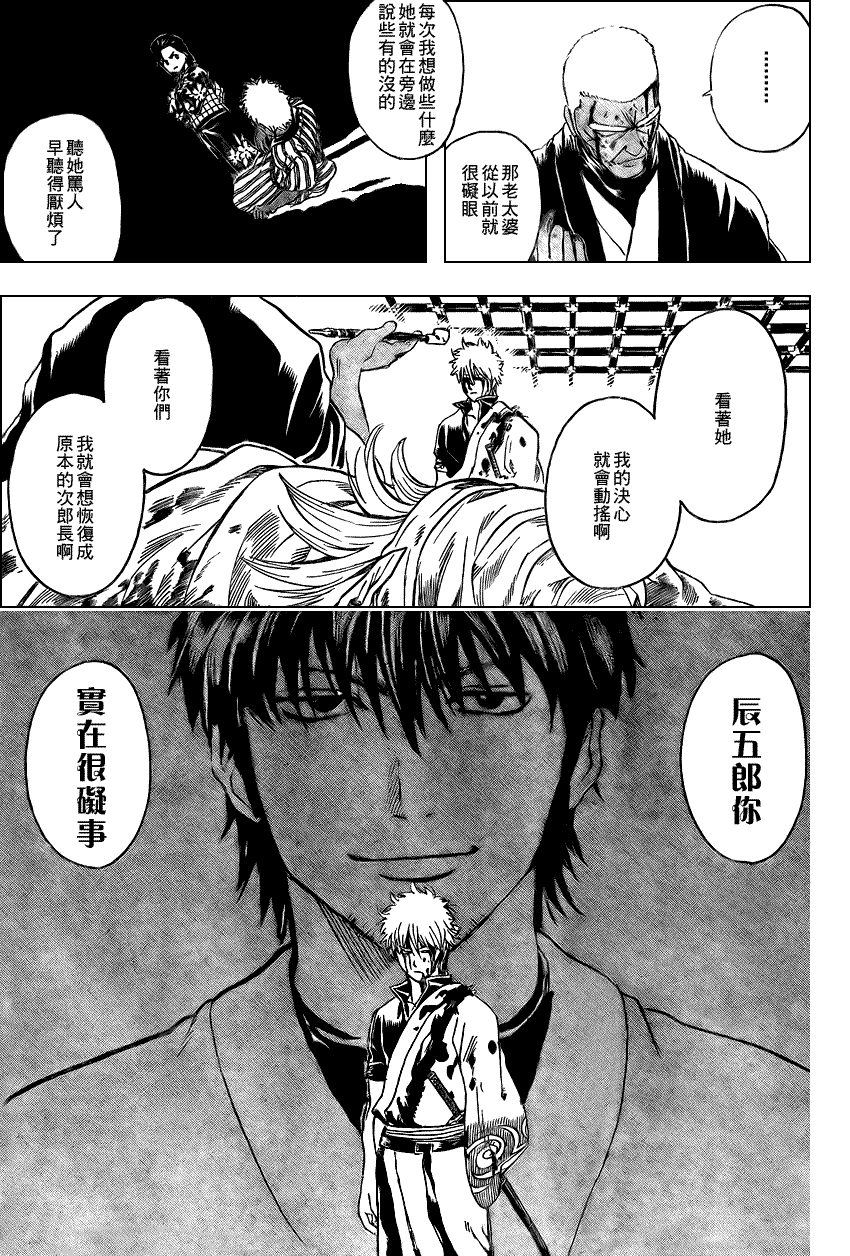 ………
那老太婆
從以前就
很礙眼
每次我想做些什麼
她就會在旁邊
說些有的沒的
聽她罵人
早聽得厭煩了
看著她
我的決心
就會動搖啊
看著你們
我就會想恢復成
原本的次郎長啊
辰五郎你
實在很礙事